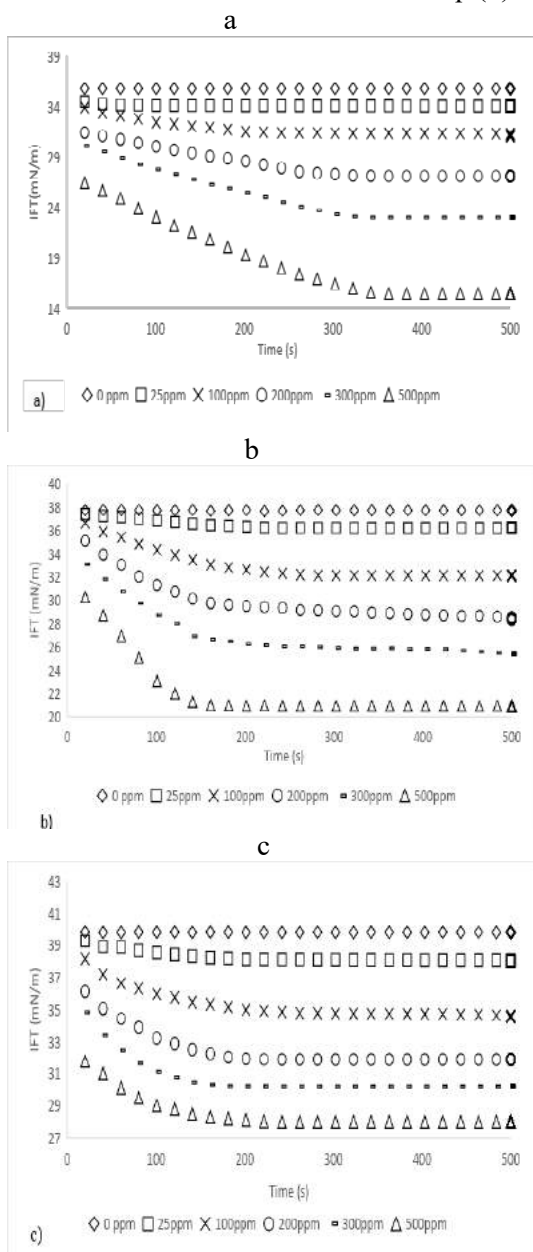 a
39
34
29
24
19
14
IFT(mN/m)
0 100 200 300 400 500
Time (s)
a) 0 ppm 25ppm 100ppm 200ppm 300ppm 500ppm
b
40
38
36
34
32
30
28
26
24
22
20
IFT (mN/m)
0 100 200 300 400 500
Time (s)
0 ppm 25ppm 100ppm 200ppm 300ppm 500ppm
b)
c
43
41
39
37
35
33
31
29
27
IFT (mN/m)
0 100 200 300 400 500
Time (s)
0 ppm 25ppm 100ppm 200ppm 300ppm 500ppm
c)